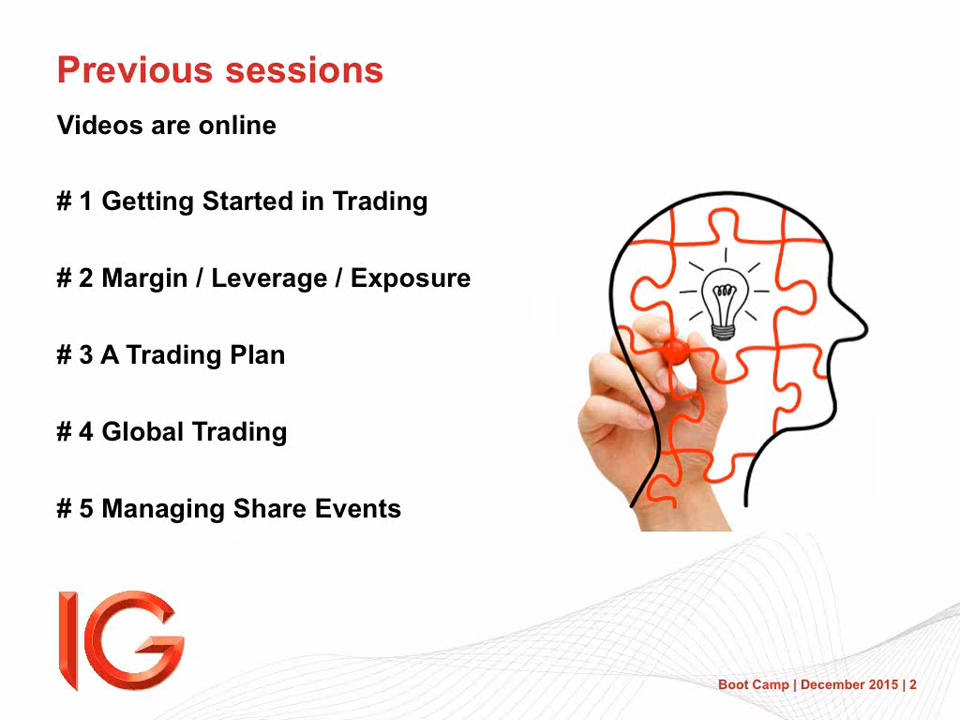 Previous sessions
Videos are online
# 1 Getting Started in Trading
# 2 Margin / Leverage / Exposure
# 3 A Trading Plan
# 4 Global Trading
# 5 Managing Share Events
IG
Boot Camp | December 2015 | 2